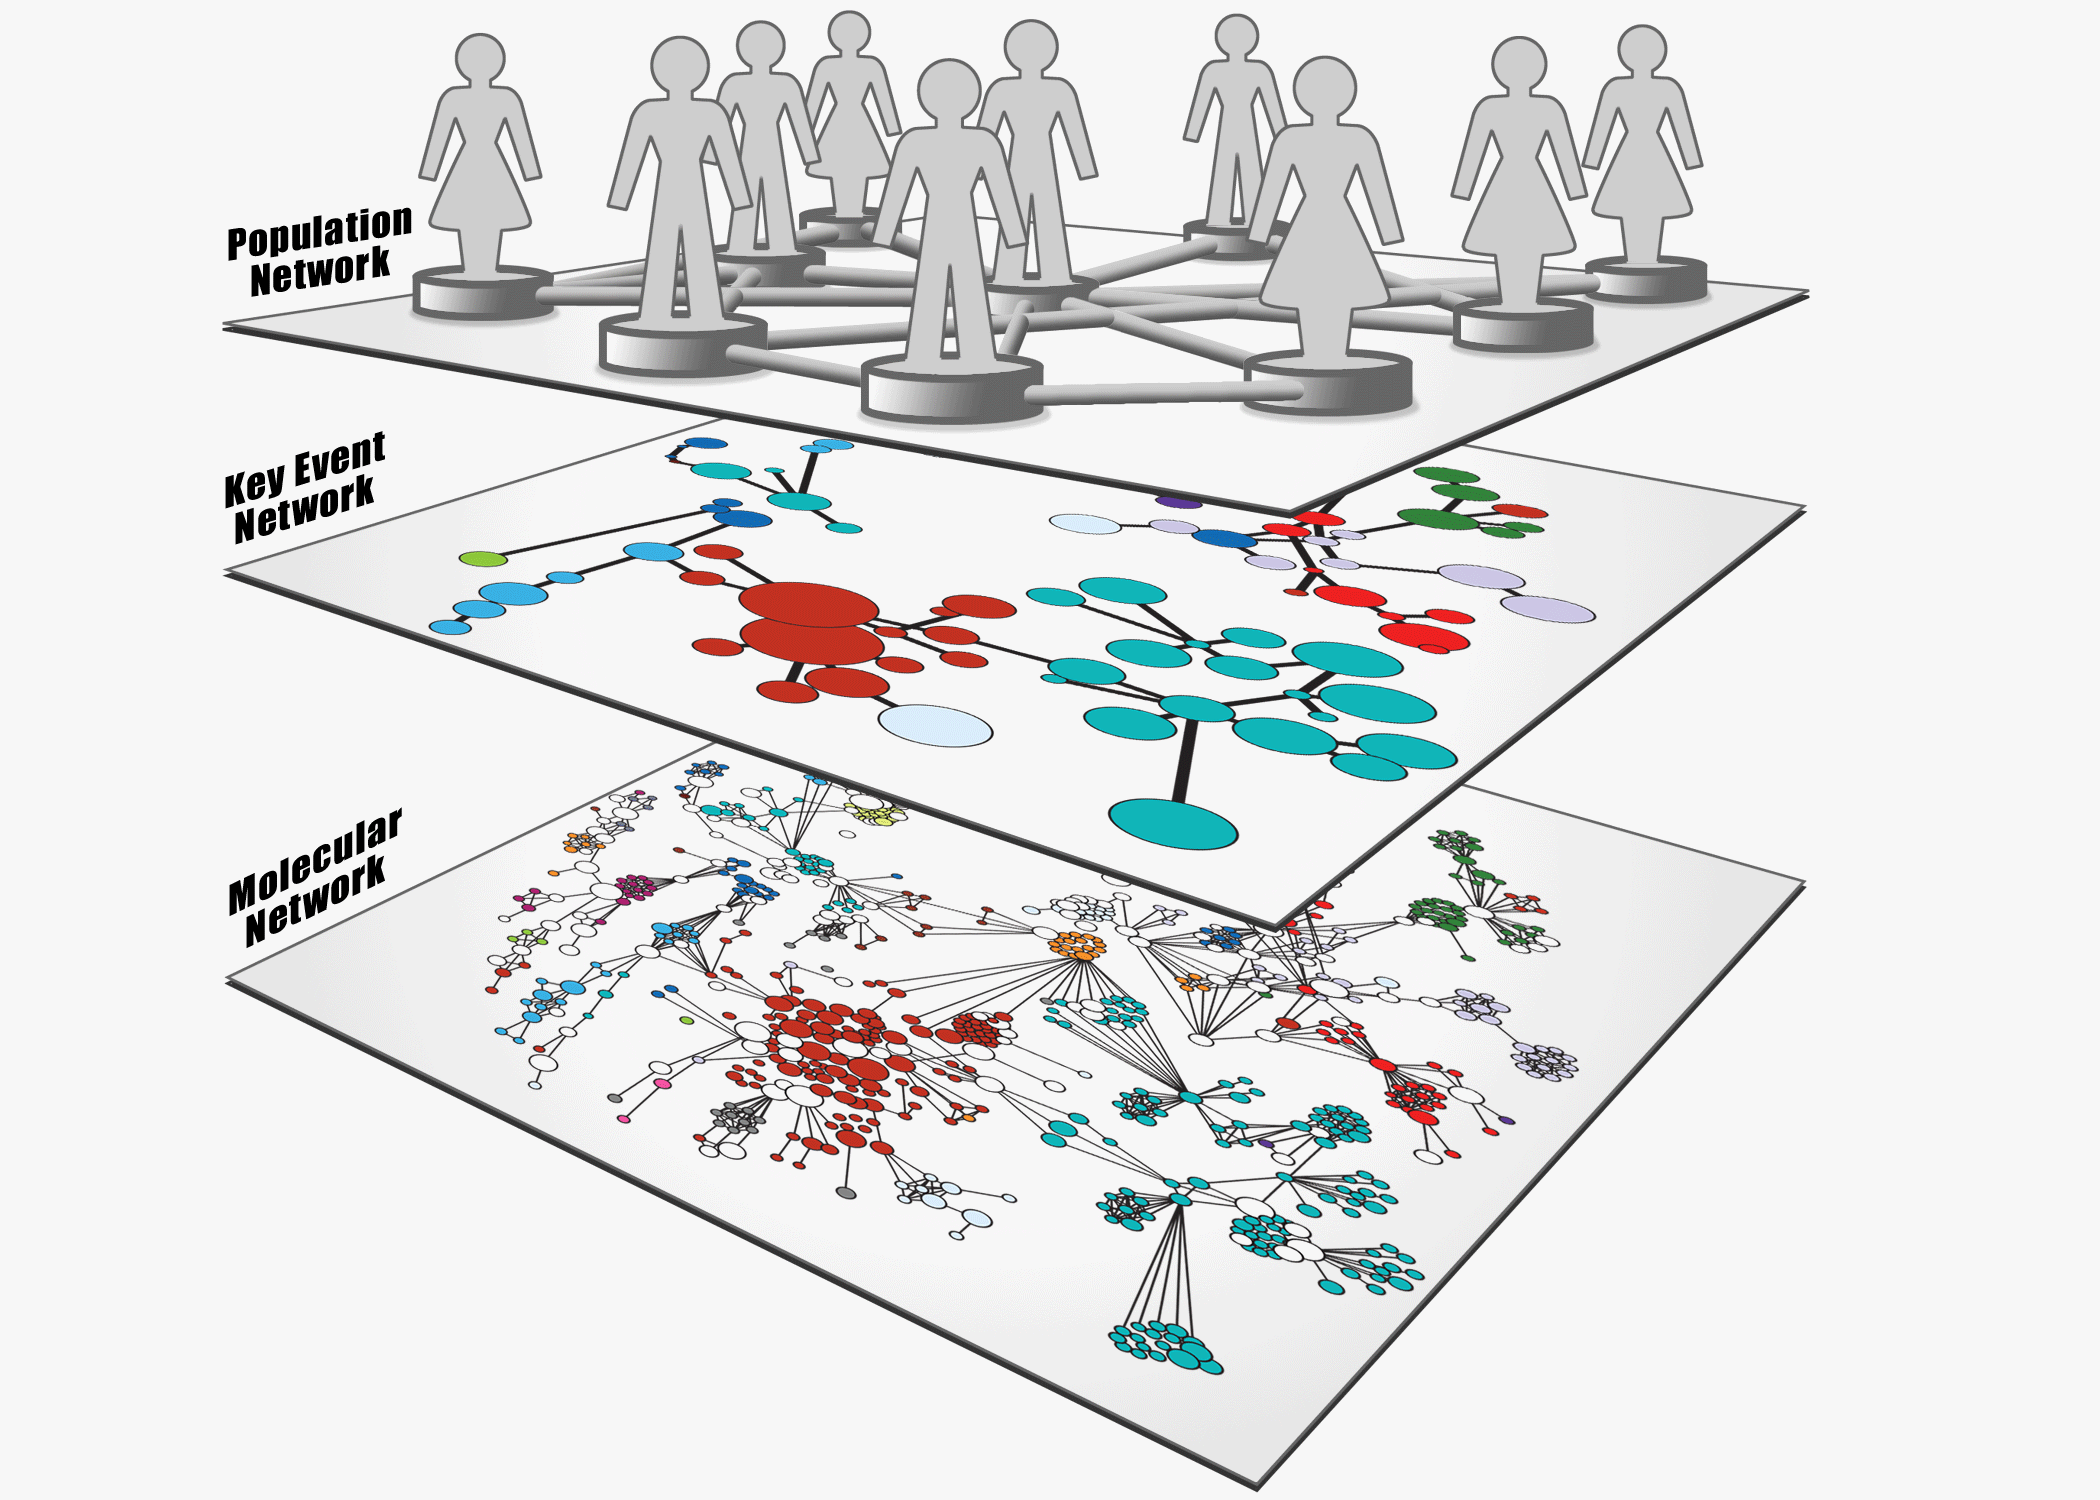 Population
Network
Key Event
Network
Molecular
Network